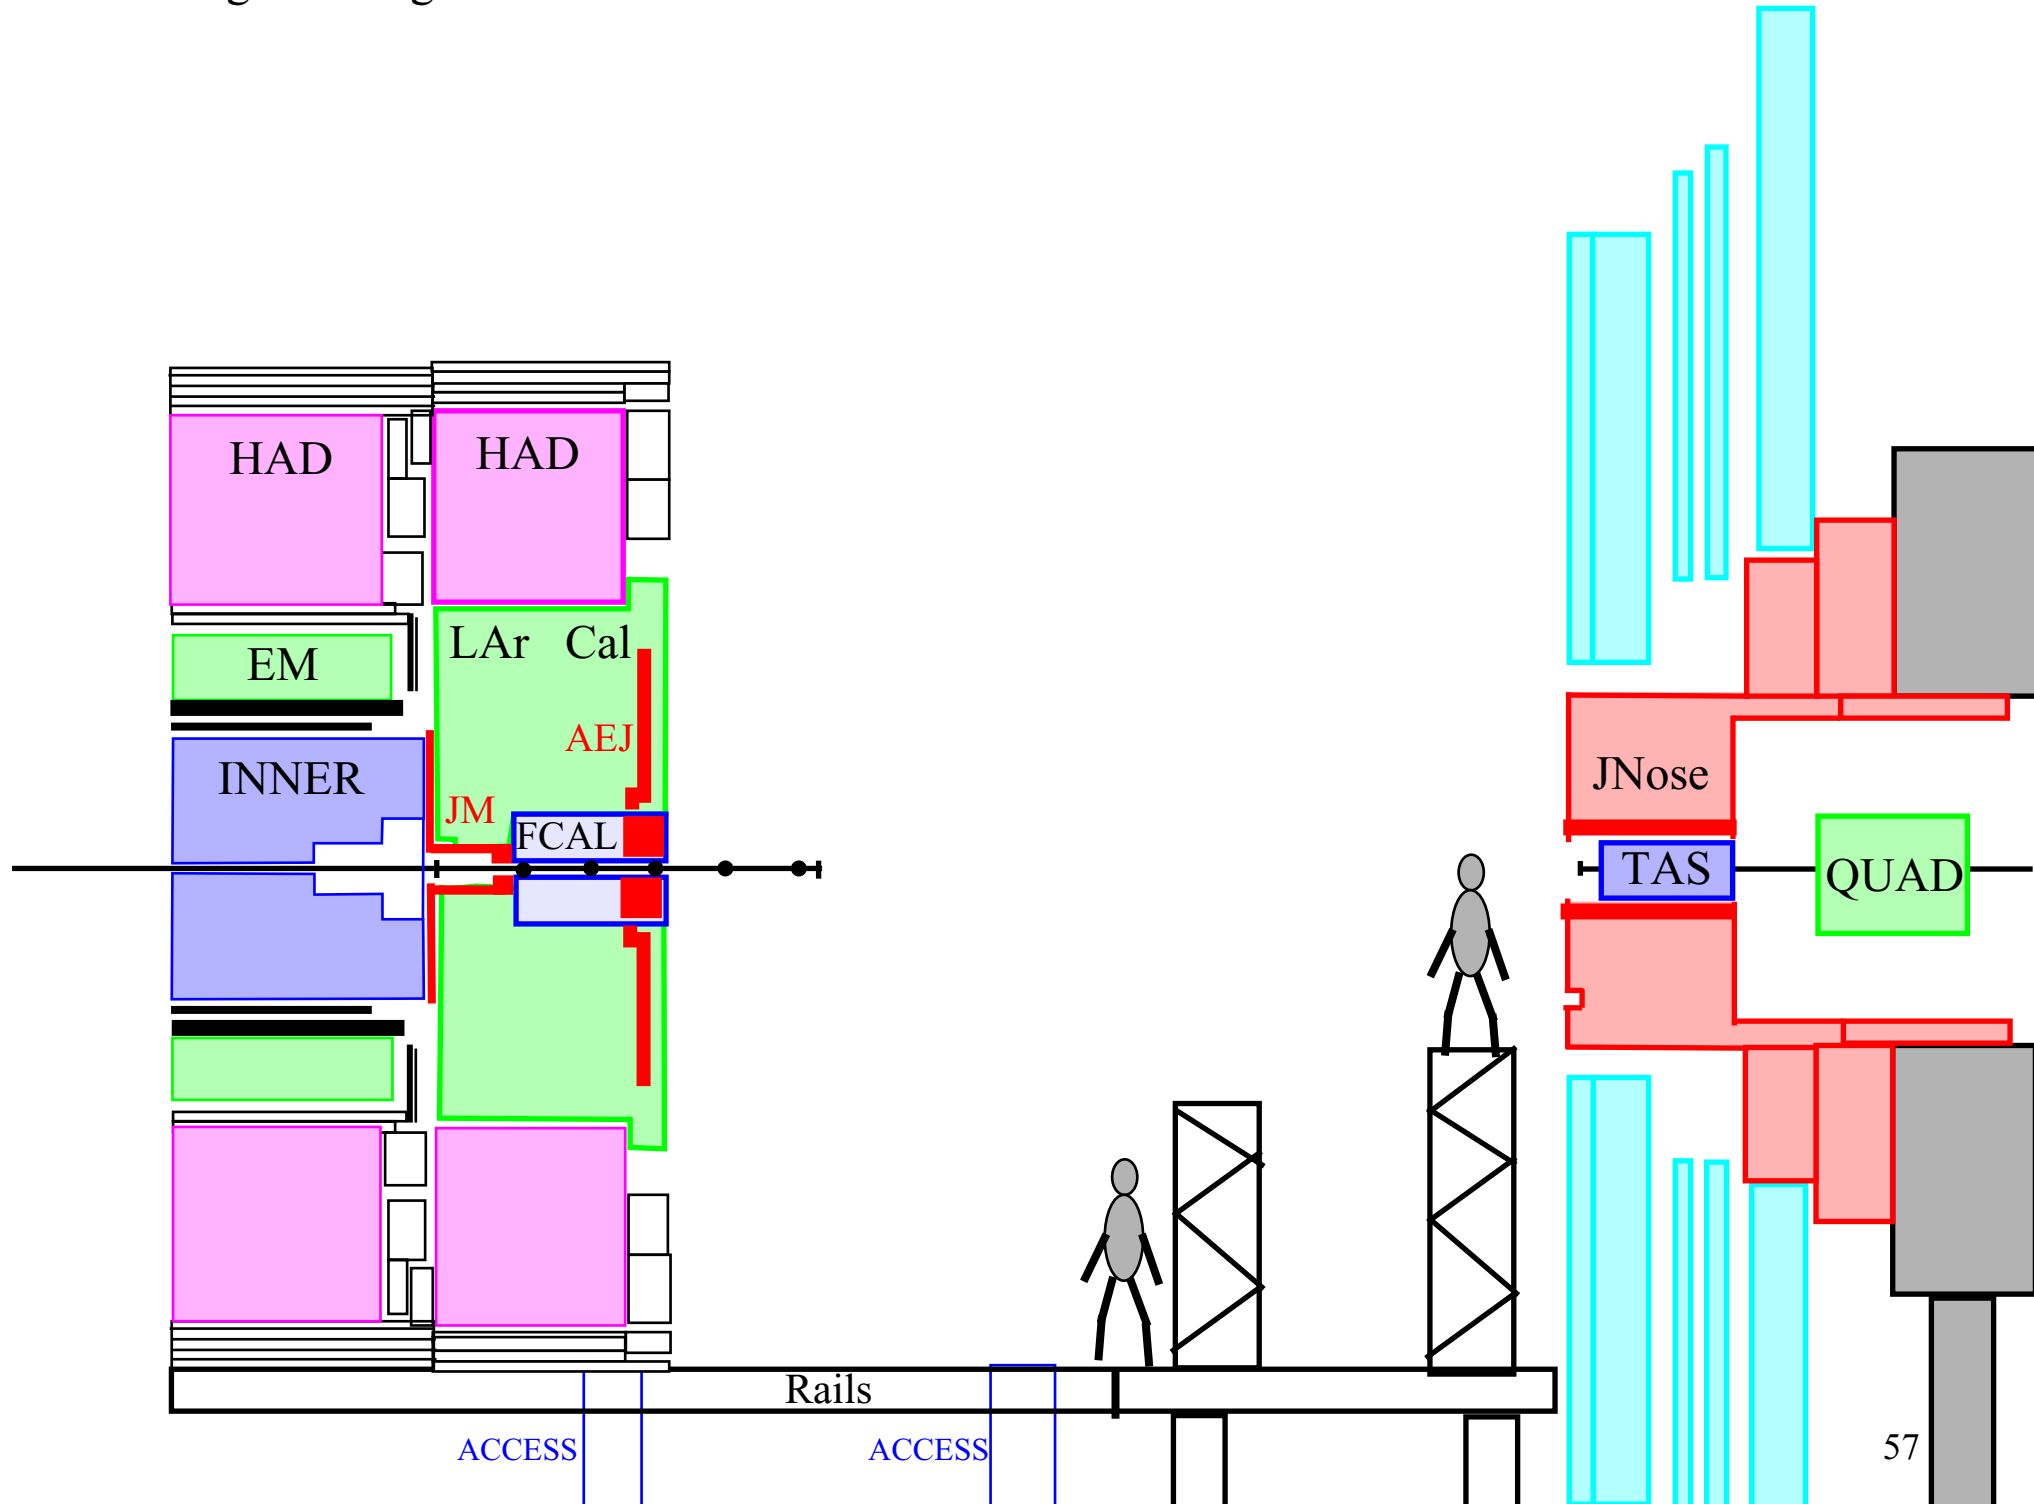 HAD
HAD
LAr Cal
EM
AEJ
INNER
JM
FCAL
JNose
TAS
QUAD
Rails
ACCESS
ACCESS
57